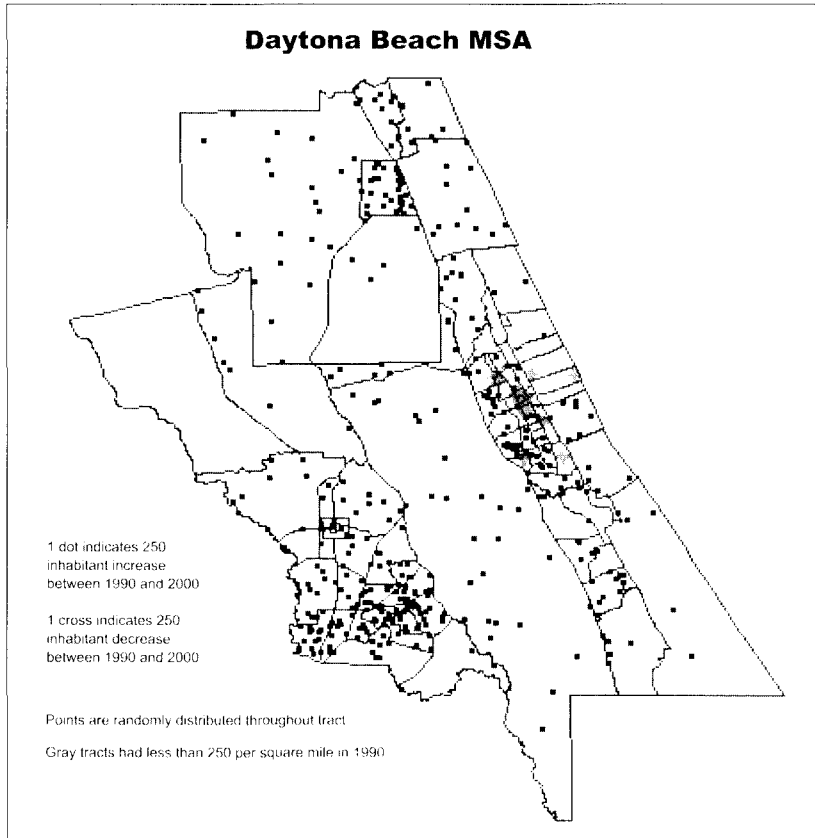 Daytona Beach MSA
1 dot indicates 250
inhabitant increase
between 1990 and 2000
1 cross indicates 250
inhabitant decrease
between 1990 and 2000
Points are randomly distributed throughout tract
Gray tracts had less than 250 per square mile in 1990